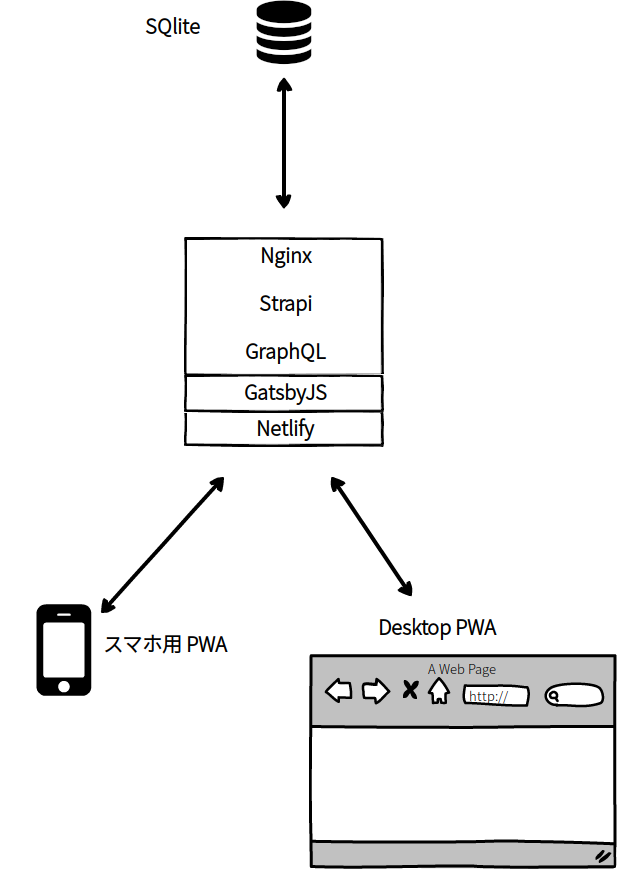 SQlite
Nginx
Strapi
GraphQL
GatsbyJS
Netlify
スマホ用 PWA
Desktop PWA
A Web Page
http://